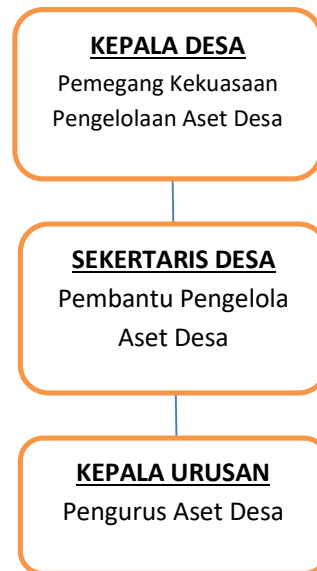 KEPALA DESA
Pemegang Kekuasaan
Pengelolaan Aset Desa
SEKERTARIS DESA
Pembantu Pengelola
Aset Desa
KEPALA URUSAN
Pengurus Aset Desa